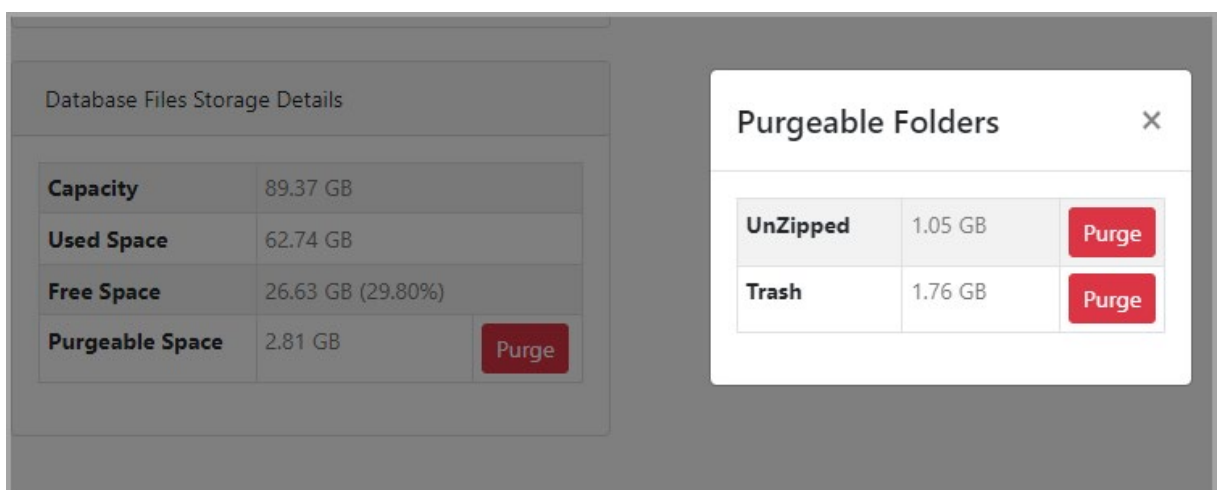 Database Files Storage Details
Capacity 89.37 GB
Used Space 62.74 GB
Free Space 26.63 GB (29.80%)
Purgeable Space 2.81 GB Purge
Purgeable Folders ×
UnZipped 1.05 GB Purge
Trash 1.76 GB Purge